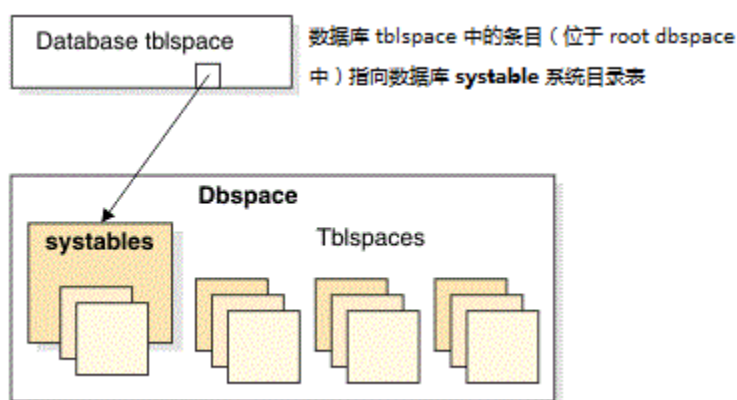 Database tblspace
数据库 tblspace 中的条目（位于 root dbspace
中）指向数据库 systable 系统目录表
Dbspace
systables
Tblspaces